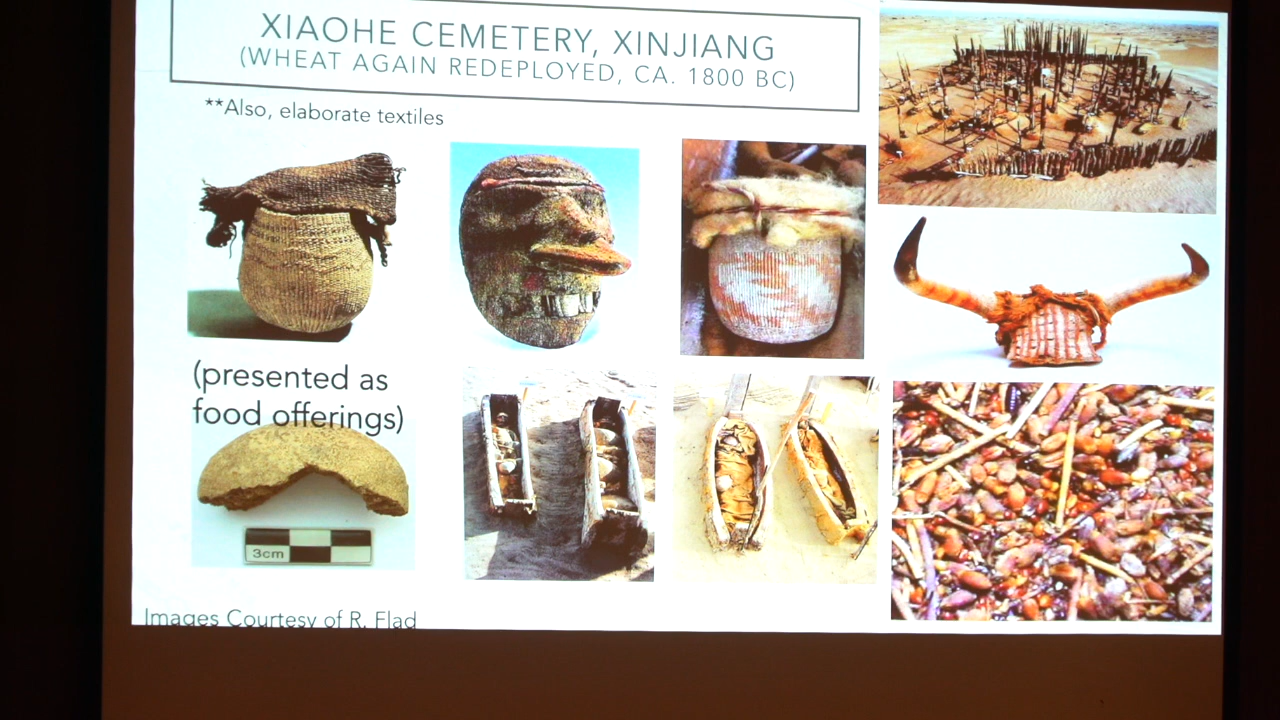 XIAOHE CEMETERY, XINJIANG
(WHEAT AGAIN REDEPLOYED, CA. 1800 BC)
**Also, elaborate textiles
(presented as
food offerings)
3cm
Images Courtesy of R. Flad